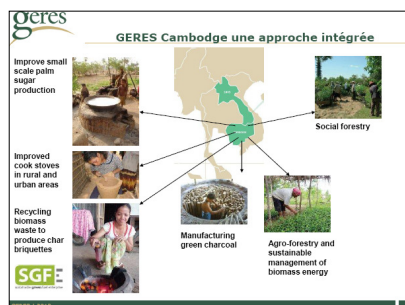 geres
GERES Cambodge une approche intégrée
Improve small
scale palm
sugar
production
Social forestry
Improved
cook stoves
in rural and
urban areas
Recycling
biomass
waste to
produce char
briquettes
Manufacturing
green charcoal
Agro-forestry and
sustainable
management of
biomass energy
SGFE